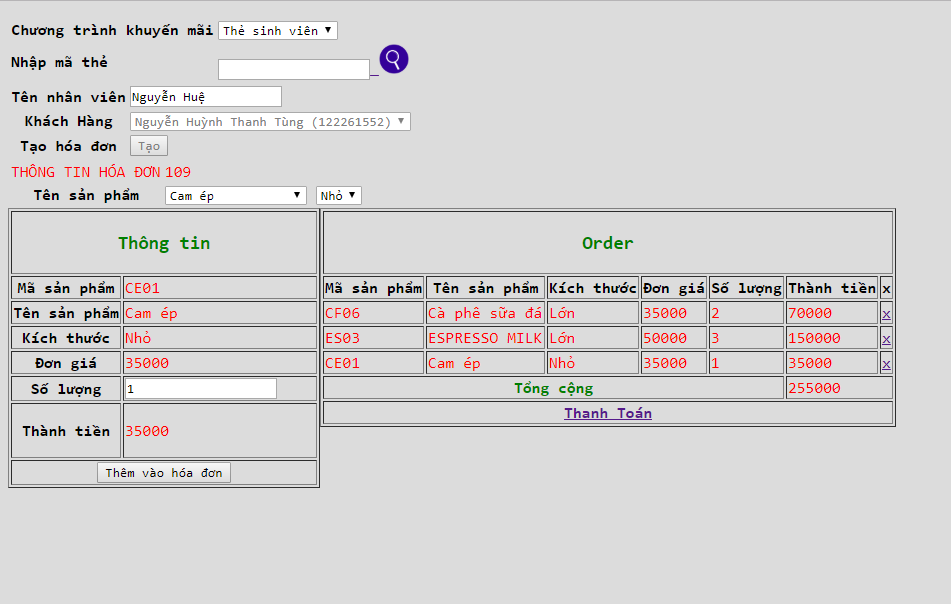 Chương trình khuyến mãi Thẻ sinh viên
Nhập mã thẻ
Tên nhân viên Nguyễn Huệ
Khách Hàng Nguyễn Huỳnh Thanh Tùng (122261552)
Tạo hóa đơn Tạo
THÔNG TIN HÓA ĐƠN 109
Tên sản phẩm Cam ép Nhỏ
Thông tin
Mã sản phẩm CE01
Tên sản phẩm Cam ép
Kích thước Nhỏ
Đơn giá 35000
Số lượng 1
Thành tiền 35000
Thêm vào hóa đơn
Order
Mã sản phẩm Tên sản phẩm Kích thước Đơn giá Số lượng Thành tiền x
CF06 Cà phê sữa đá Lớn 35000 2 70000 x
ES03 ESPRESSO MILK Lớn 50000 3 150000 x
CE01 Cam ép Nhỏ 35000 1 35000 x
Tổng cộng 255000
Thanh Toán